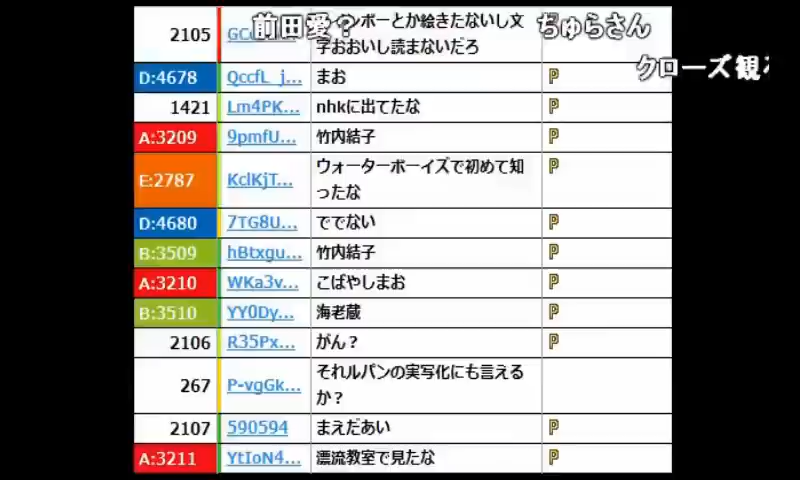 前田愛？
ちゅらさん
2105
インボーとか絵きたないし文
字おおいし読まないだろ
クローズ観
D:4678 QccfL_j... まお P
1421 Lm4PK... nhkに出てたな P
A:3209 9pmfU... 竹内結子 P
E:2787 KclKjT... ウォーターボーイズで初めて知 P
ったな
D:4680 7TG8U... ででない P
B:3509 hBtxgu... 竹内結子 P
A:3210 WKa3v... こばやしまお P
B:3510 YY0Dy... 海老蔵 P
2106 R35Px... がん？ P
267 P-vgGk... それルパンの実写化にも言える
か？
2107 590594 まえだあい P
A:3211 YtIoN4... 漂流教室で見たな P